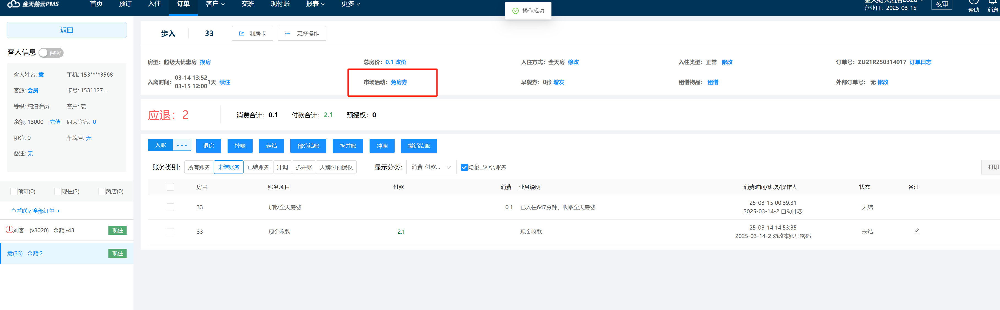 金天鹅云PMS 首页 预订 入住 订单 客户 交班 现付账 报表 更多
操作成功
金天鹅大酒店2020
营业日：2025-03-15
夜审
帮助 消息
返回
客人信息 保密
客人姓名: 袁 手机: 153****3568
客源: 会员 卡号: 1531127...
等级: 纯泊会员 客户: 袁
余额: 13000 充值 同来宾客: 0
积分: 0 车牌号: 无
备注: 无
预订(0) 现住(2) 离店(0)
查看联房全部订单 >
主 刘客一(v8020) 余额:-43 现住
袁(33) 余额:2 现住
步入 33 制房卡 更多操作
房型：超级大优惠房 换房 总房价：0.1 改价 入住方式：全天房 修改 入住类型：正常 修改 订单号：ZU21R250314017 订单日志
入离时间： 03-14 13:52
03-15 12:00 1天 续住 市场活动：免房券 早餐券：0张 增发 租借物品： 租借 外部订单号： 无 修改
应退：2 消费合计：0.1 付款合计：2.1 预授权：0
入账 ... 退房 挂账 走结 部分结账 拆并账 冲调 撤销结账
账务类别： 所有账务 未结账务 已结账务 冲调 拆并账 天鹅付预授权 显示分类： 消费-付款... 隐藏已冲调账务 打印
房号 账务项目 付款 消费 业务说明 消费时间/班次/操作人 状态 备注
33 加收全天房费 0.1 已入住647分钟，收取全天房费 25-03-15 00:39:31
2025-03-14-2 自动计费 未结
33 现金收款 2.1 现金收款 25-03-14 14:53:35
2025-03-14-2 勿改本账号密码 未结